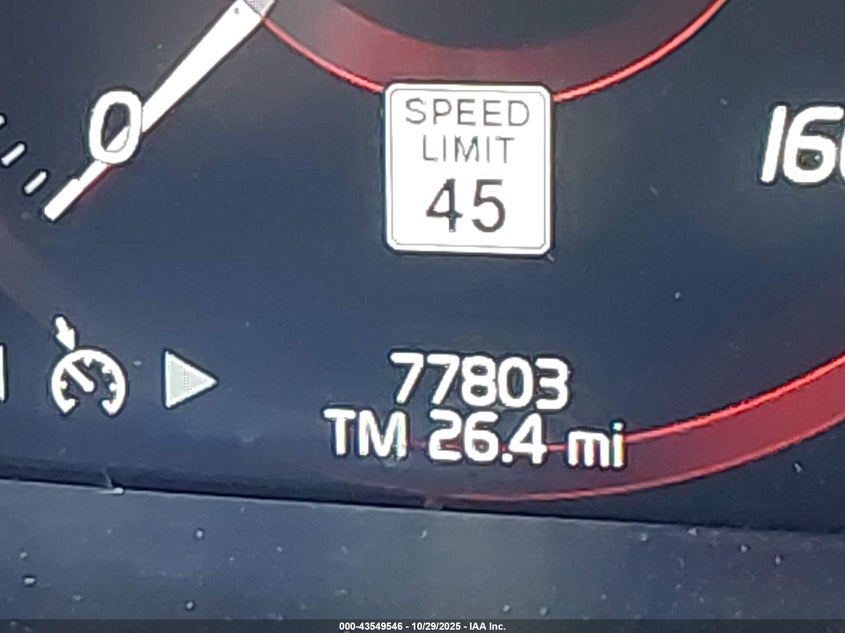 0
SPEED
LIMIT
45
77803
TM 26.4 mi
000-43549546 - 10/29/2025 - IAA Inc.